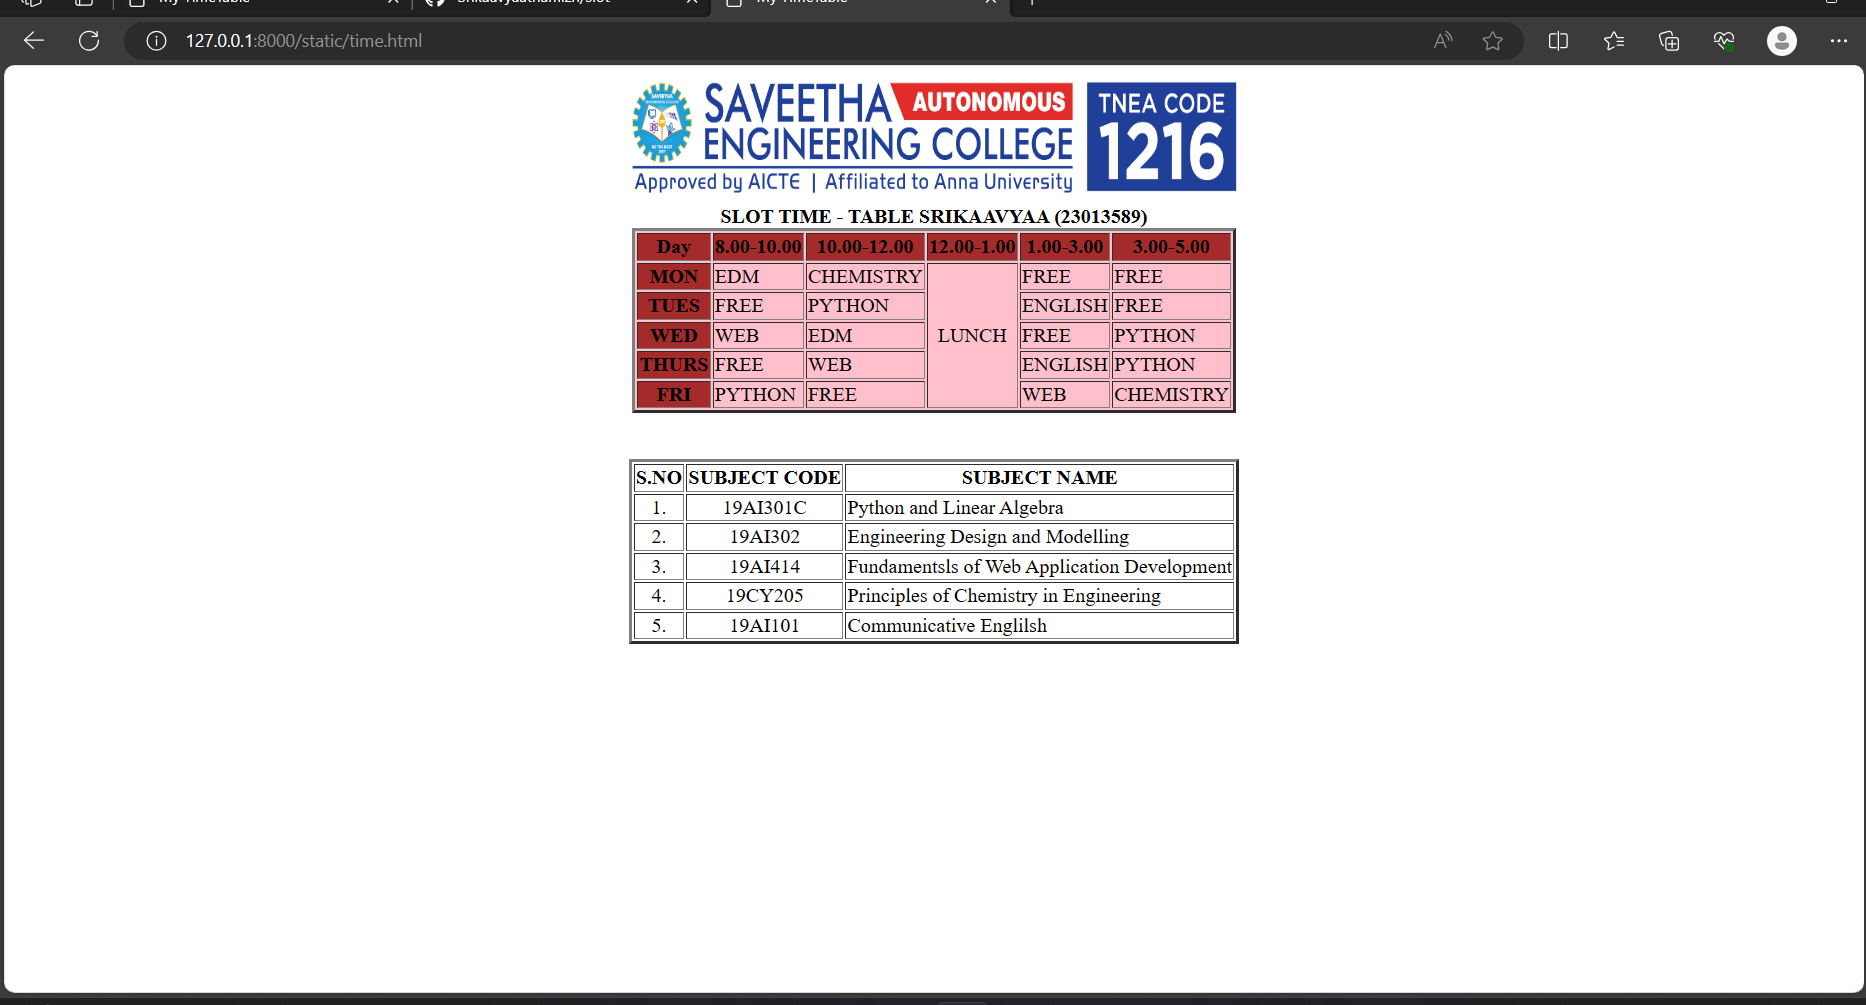 127.0.0.1:8000/static/time.html
SAVEETHA AUTONOMOUS
ENGINEERING COLLEGE
Approved by AICTE | Affiliated to Anna University
TNEA CODE
1216
SLOT TIME - TABLE SRIKAAVYAA (23013589)
Day 8.00-10.00 10.00-12.00 12.00-1.00 1.00-3.00 3.00-5.00
MON EDM CHEMISTRY FREE FREE
TUES FREE PYTHON ENGLISH FREE
WED WEB EDM LUNCH FREE PYTHON
THURS FREE WEB ENGLISH PYTHON
FRI PYTHON FREE WEB CHEMISTRY
S.NO SUBJECT CODE SUBJECT NAME
1. 19AI301C Python and Linear Algebra
2. 19AI302 Engineering Design and Modelling
3. 19AI414 Fundamentsls of Web Application Development
4. 19CY205 Principles of Chemistry in Engineering
5. 19AI101 Communicative Englilsh